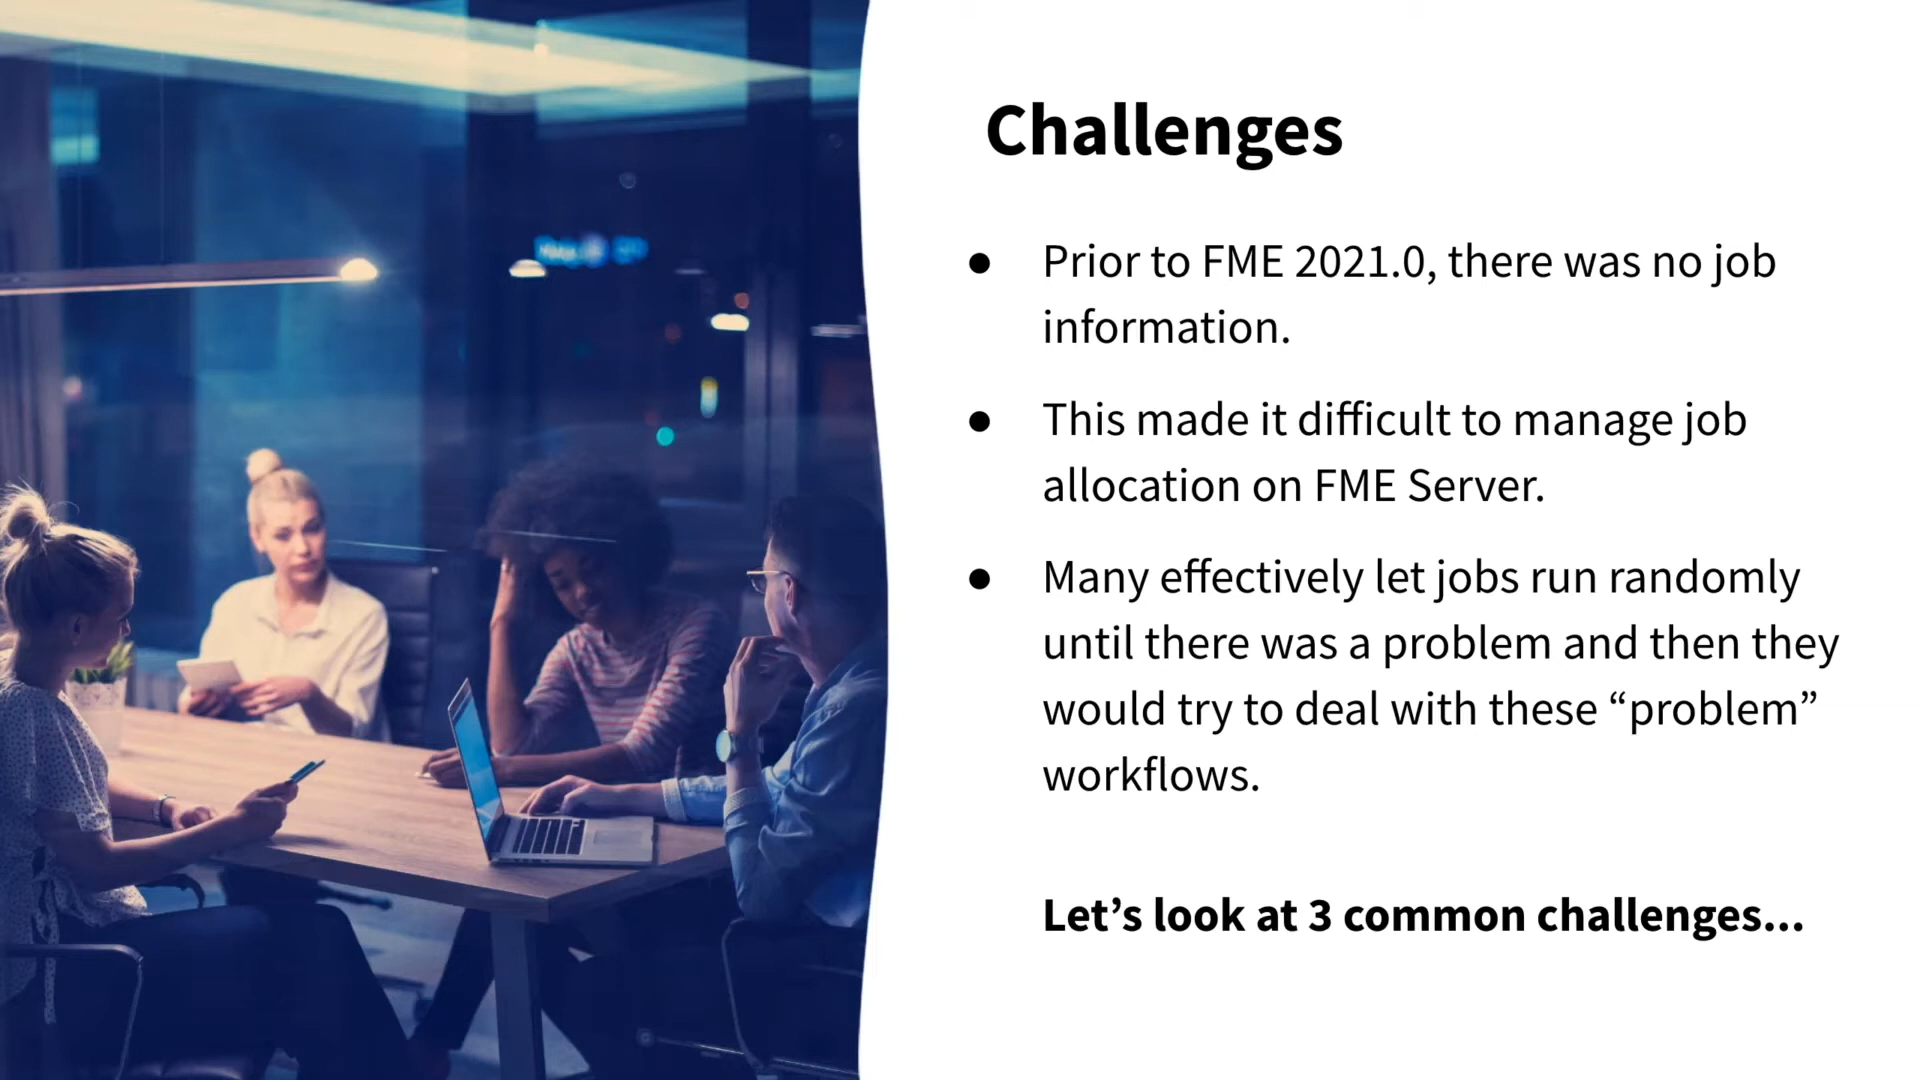 Challenges
● Prior to FME 2021.0, there was no job
information.
● This made it difficult to manage job
allocation on FME Server.
● Many effectively let jobs run randomly
until there was a problem and then they
would try to deal with these “problem”
workflows.
Let’s look at 3 common challenges...